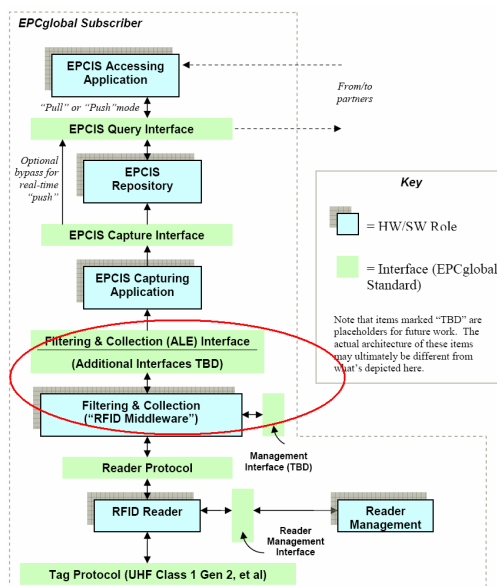 EPCglobal Subscriber
EPCIS Accessing
Application
"Pull" or "Push" mode
From/to
partners
EPCIS Query Interface
Optional
bypass for
real-time
"push"
EPCIS
Repository
EPCIS Capture Interface
EPCIS Capturing
Application
Filtering & Collection (ALE) Interface
(Additional Interfaces TBD)
Filtering & Collection
("RFID Middleware")
Management
Interface (TBD)
Reader Protocol
RFID Reader
Reader
Management
Interface
Reader
Management
Tag Protocol (UHF Class 1 Gen 2, et al)
Key
= HW/SW Role
= Interface (EPCglobal
Standard)
Note that items marked "TBD" are
placeholders for future work. The
actual architecture of these items
may ultimately be different from
what's depicted here.